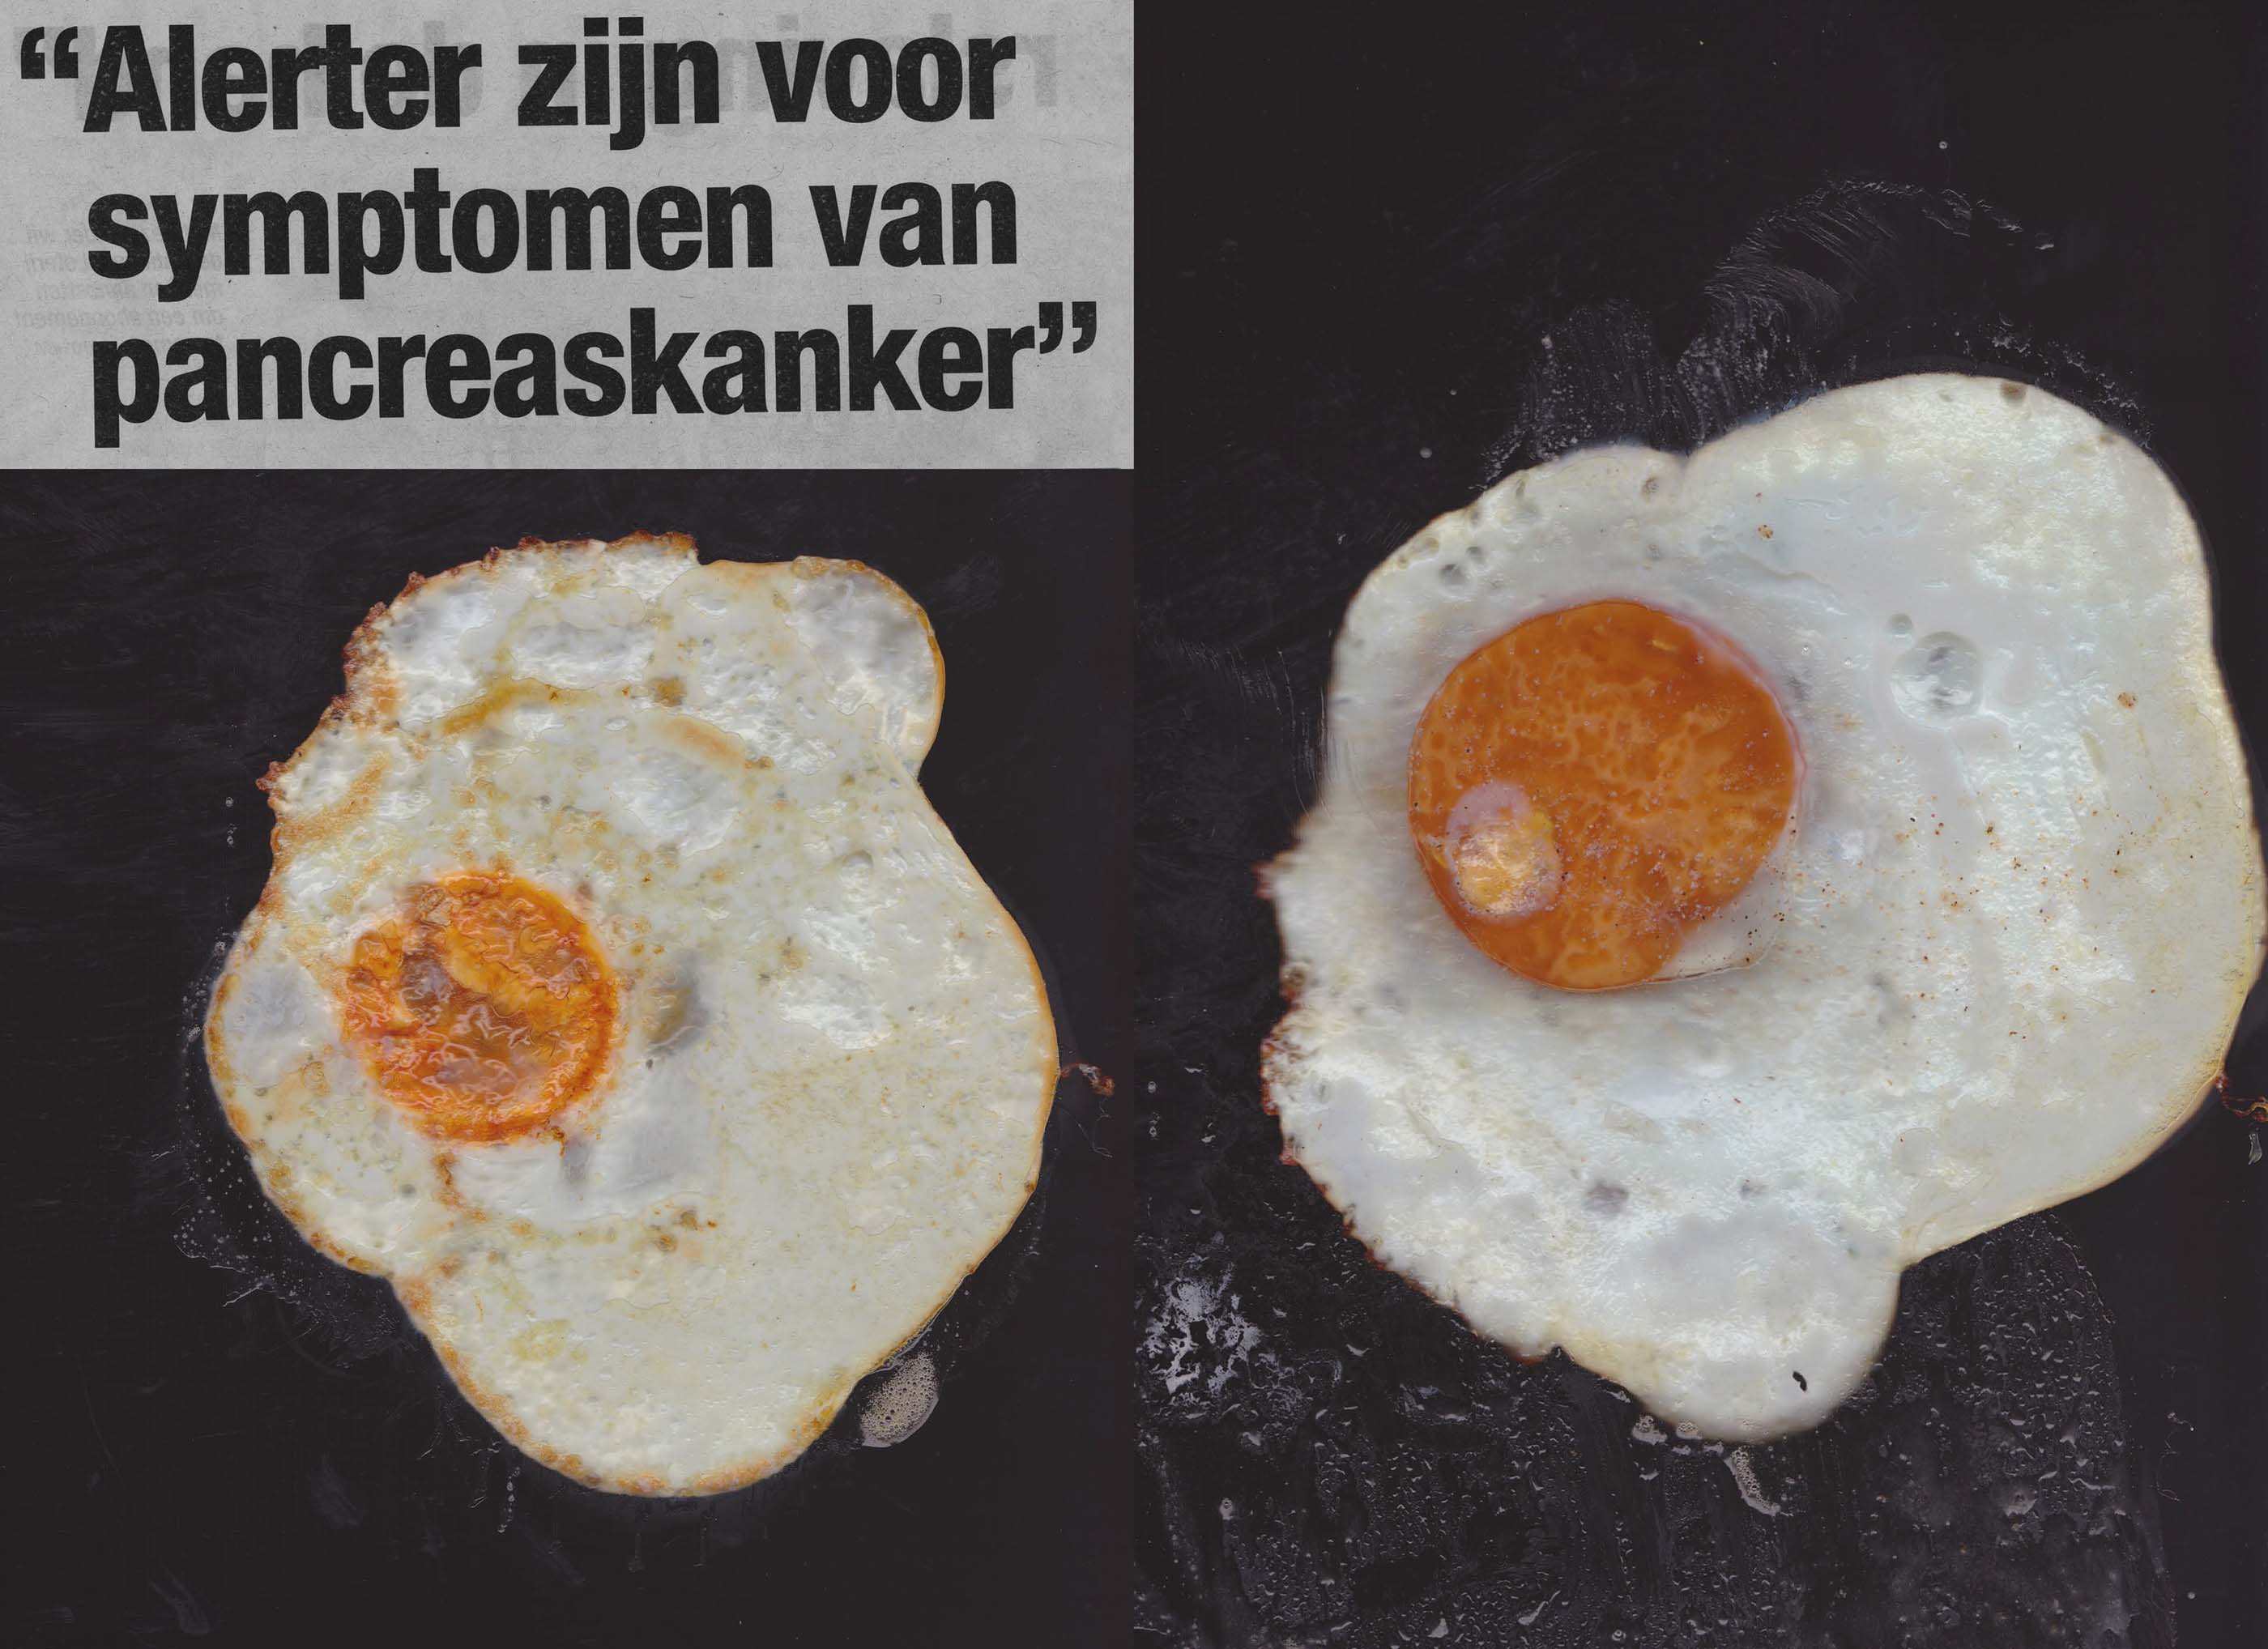 “Alerter zijn voor
symptomen van
pancreaskanker”